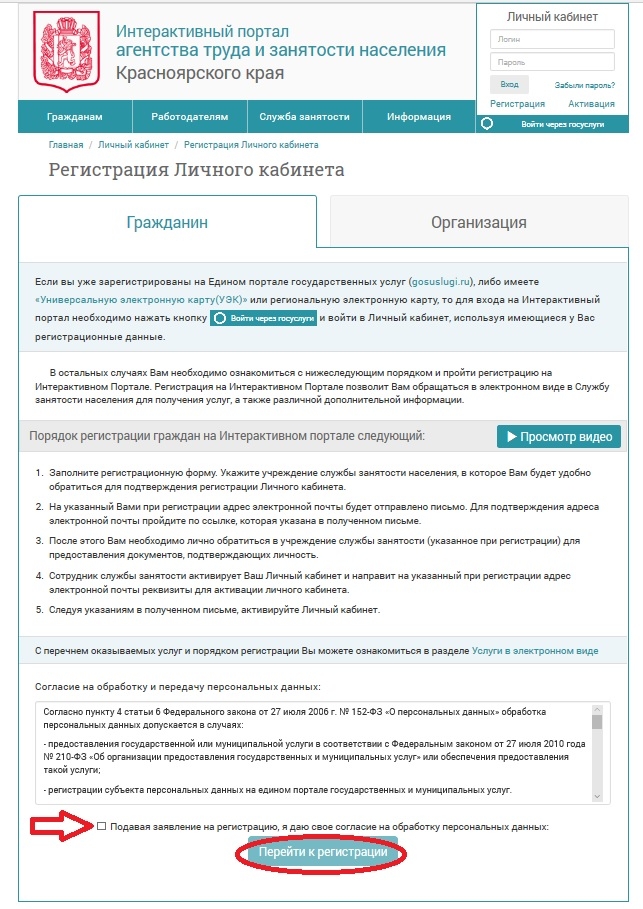 Интерактивный портал
агентства труда и занятости населения
Красноярского края
Личный кабинет
Логин
Пароль
Вход Забыли пароль?
Регистрация Активация
Войти через госуслуги
Гражданам Работодателям Служба занятости Информация
Главная / Личный кабинет / Регистрация Личного кабинета
Регистрация Личного кабинета
Гражданин Организация
Если вы уже зарегистрированы на Едином портале государственных услуг (gosuslugi.ru), либо имеете
«Универсальную электронную карту(УЭК)» или региональную электронную карту, то для входа на Интерактивный
портал необходимо нажать кнопку Войти через госуслуги и войти в Личный кабинет, используя имеющиеся у Вас
регистрационные данные.
В остальных случаях Вам необходимо ознакомиться с нижеследующим порядком и пройти регистрацию на
Интерактивном Портале. Регистрация на Интерактивном Портале позволит Вам обращаться в электронном виде в Службу
занятости населения для получения услуг, а также различной дополнительной информации.
Порядок регистрации граждан на Интерактивном портале следующий: Просмотр видео
1. Заполните регистрационную форму. Укажите учреждение службы занятости населения, в которое Вам будет удобно
обратиться для подтверждения регистрации Личного кабинета.
2. На указанный Вами при регистрации адрес электронной почты будет отправлено письмо. Для подтверждения адреса
электронной почты пройдите по ссылке, которая указана в полученном письме.
3. После этого Вам необходимо лично обратиться в учреждение службы занятости (указанное при регистрации) для
предоставления документов, подтверждающих личность.
4. Сотрудник службы занятости активирует Ваш Личный кабинет и направит на указанный при регистрации адрес
электронной почты реквизиты для активации личного кабинета.
5. Следуя указаниям в полученном письме, активируйте Личный кабинет.
С перечнем оказываемых услуг и порядком регистрации Вы можете ознакомиться в разделе Услуги в электронном виде
Согласие на обработку и передачу персональных данных:
Согласно пункту 4 статьи 6 Федерального закона от 27 июля 2006 г. № 152-ФЗ «О персональных данных» обработка
персональных данных допускается в случаях:
- предоставления государственной или муниципальной услуги в соответствии с Федеральным законом от 27 июля 2010 года
№ 210-ФЗ «Об организации предоставления государственных и муниципальных услуг» или обеспечения предоставления
такой услуги;
- регистрации субъекта персональных данных на едином портале государственных и муниципальных услуг.
Подавая заявление на регистрацию, я даю свое согласие на обработку персональных данных:
Перейти к регистрации